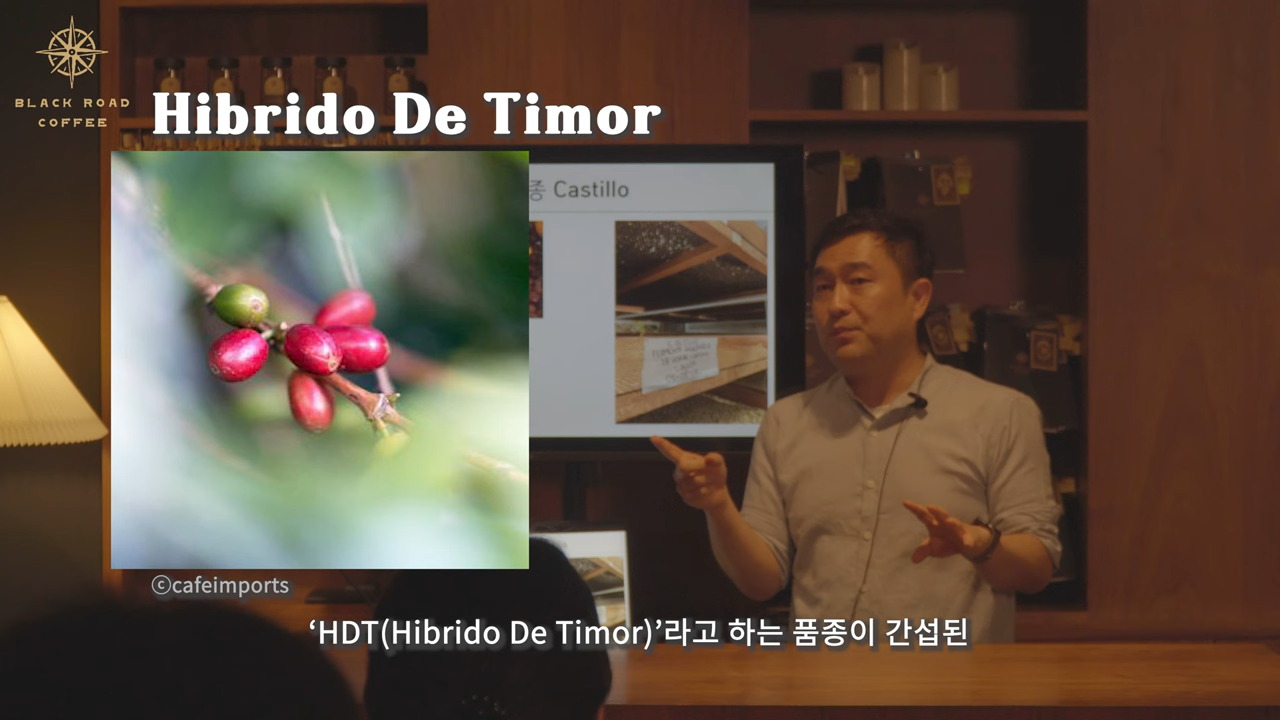 BLACK ROAD
COFFEE
Hibrido De Timor
종 Castillo
ⓒcafeimports
‘HDT(Hibrido De Timor)’라고 하는 품종이 간섭된